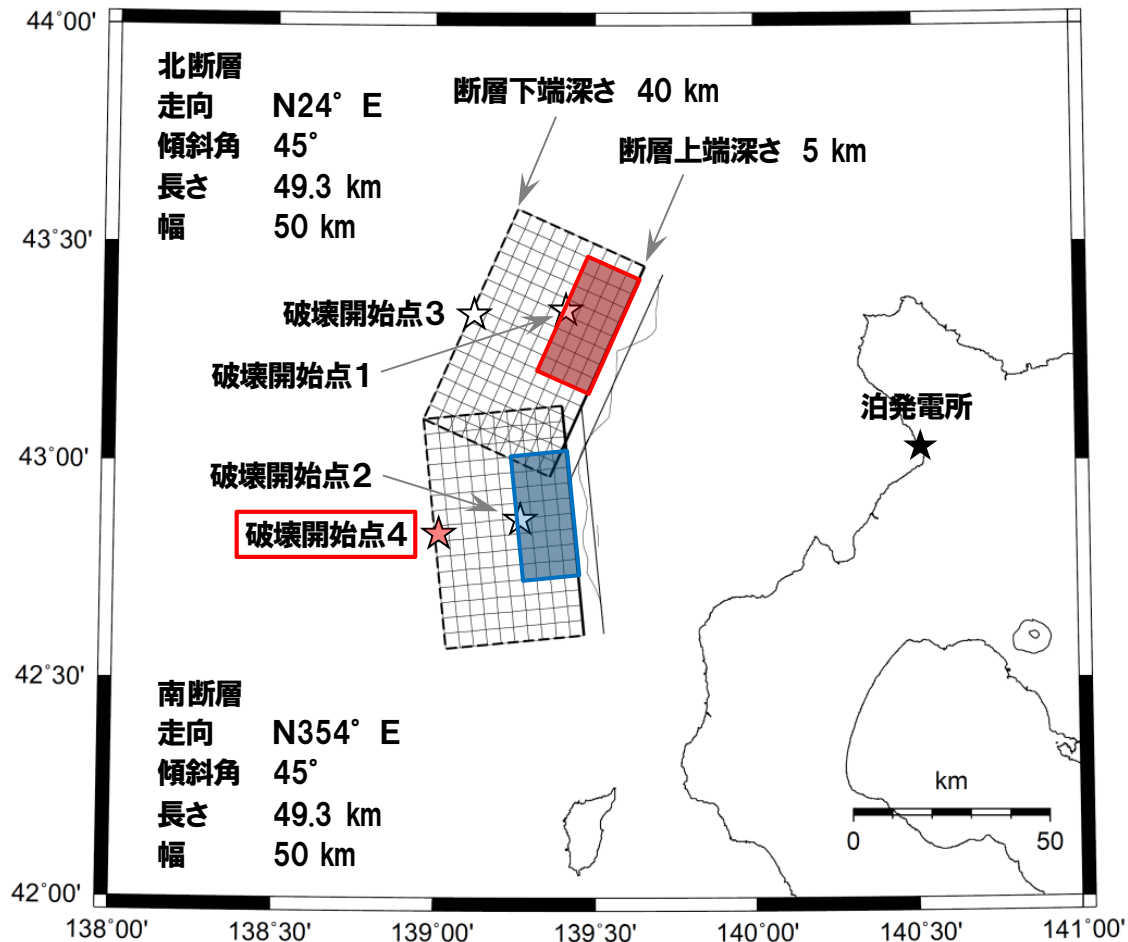 44°00'
北断層
走向 N24° E
傾斜角 45°
長さ 49.3 km
幅 50 km
断層下端深さ 40 km
断層上端深さ 5 km
43°30'
破壊開始点3
破壊開始点1
泊発電所
43°00'
破壊開始点2
破壊開始点4
42°30'
南断層
走向 N354° E
傾斜角 45°
長さ 49.3 km
幅 50 km
km
0 50
42°00'
138°00' 138°30' 139°00' 139°30' 140°00' 140°30' 141°00'